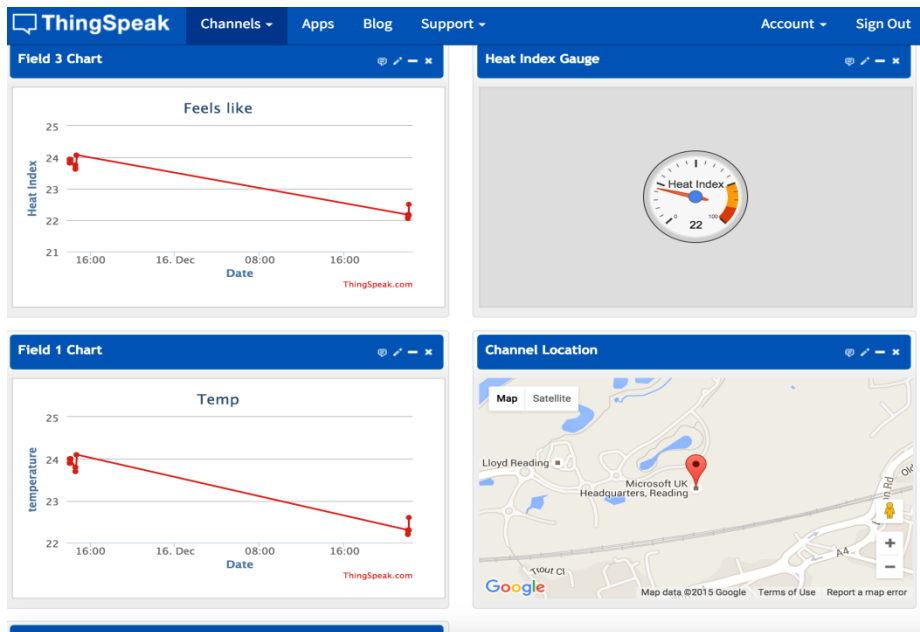 ThingSpeak Channels Apps Blog Support Account Sign Out
Field 3 Chart
Feels like
25
24
23
22
21
Heat Index
16:00 16. Dec 08:00 16:00
Date
ThingSpeak.com
Heat Index Gauge
Heat Index
0 100
22
Field 1 Chart
Temp
25
24
23
22
temperature
16:00 16. Dec 08:00 16:00
Date
ThingSpeak.com
Channel Location
Map Satellite
Lloyd Reading
Microsoft UK
Headquarters, Reading
Rd
A4
Trout Cl
+
−
Google
Map data ©2015 Google Terms of Use Report a map error